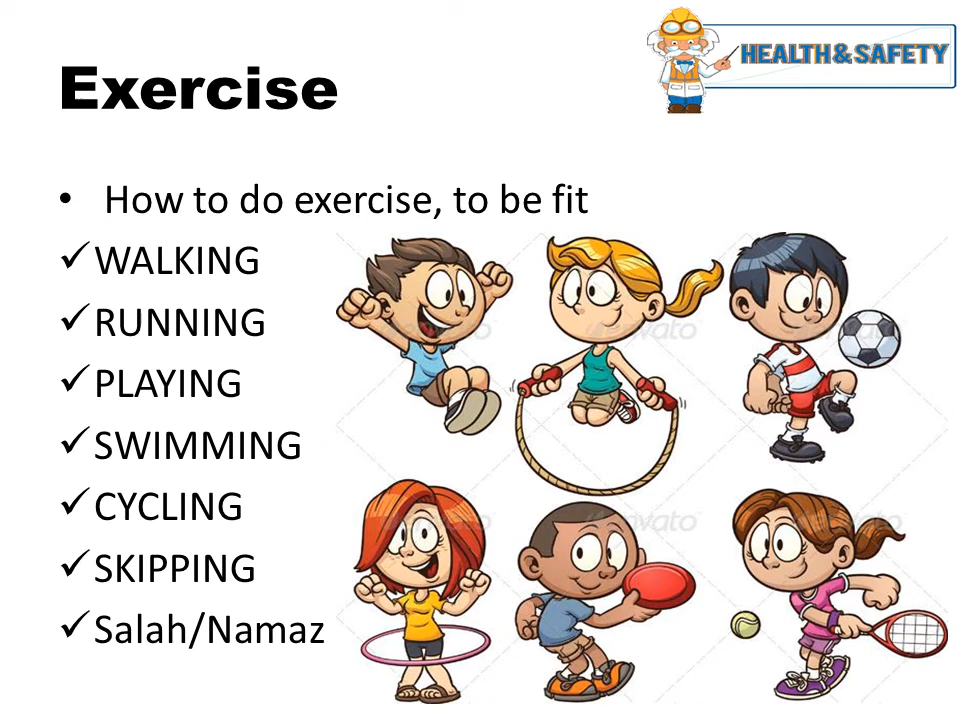 HEALTH&SAFETY
Exercise
• How to do exercise, to be fit
✓WALKING
✓RUNNING
✓PLAYING
✓SWIMMING
✓CYCLING
✓SKIPPING
✓Salah/Namaz